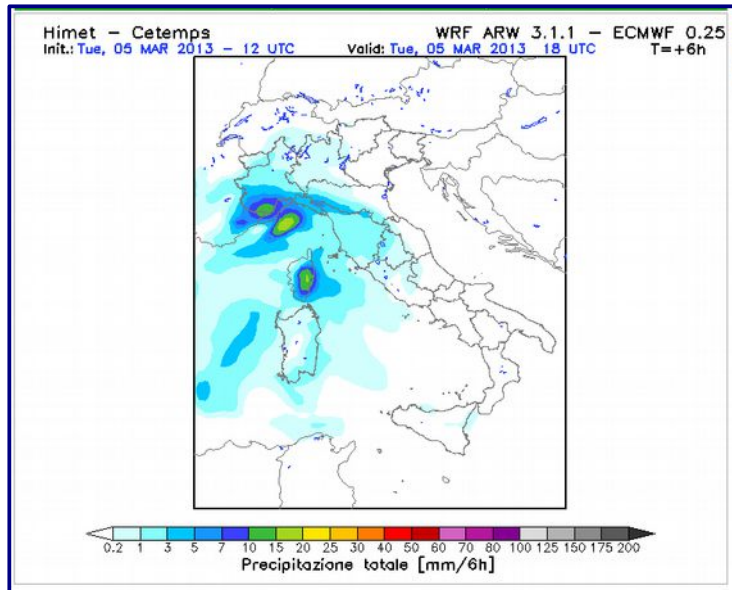 Himet – Cetemps WRF ARW 3.1.1 – ECMWF 0.25
Init.: Tue, 05 MAR 2013 – 12 UTC Valid: Tue, 05 MAR 2013 18 UTC T=+6h
0.2 1 3 5 7 10 15 20 25 30 40 50 60 70 80 100 125 150 175 200
Precipitazione totale [mm/6h]